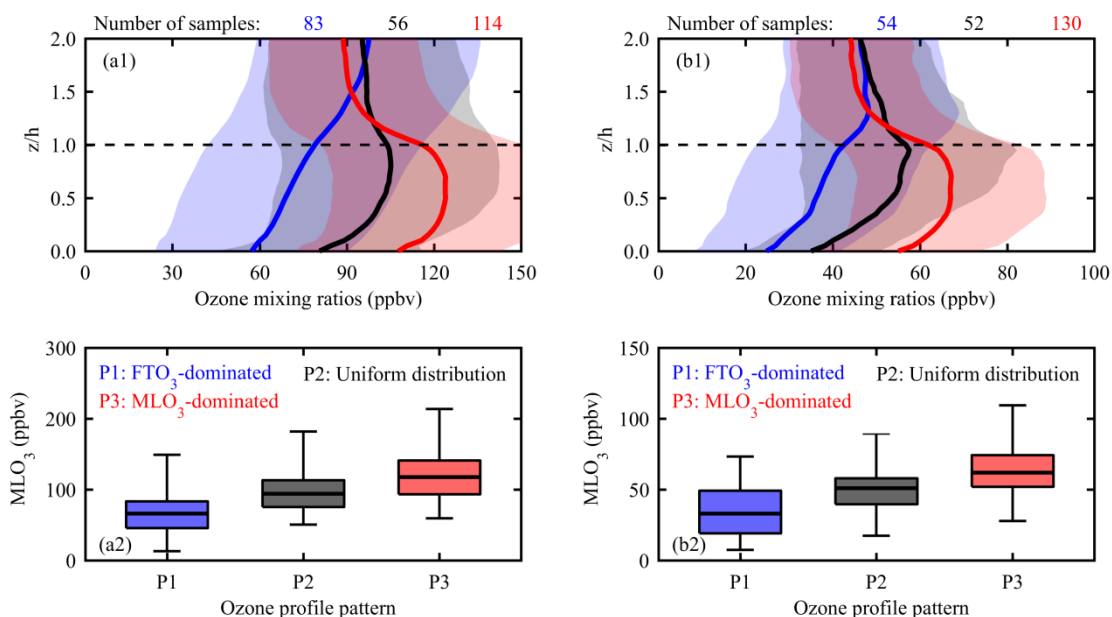 Number of samples: 83 56 114
(a1)
2.0
1.5
1.0
0.5
0.0
z/h
0 30 60 90 120 150
Ozone mixing ratios (ppbv)
Number of samples: 54 52 130
(b1)
2.0
1.5
1.0
0.5
0.0
z/h
0 20 40 60 80 100
Ozone mixing ratios (ppbv)
300
200
100
0
MLO3 (ppbv)
P1: FTO3-dominated P2: Uniform distribution
P3: MLO3-dominated
(a2)
P1 P2 P3
Ozone profile pattern
150
100
50
0
MLO3 (ppbv)
P1: FTO3-dominated P2: Uniform distribution
P3: MLO3-dominated
(b2)
P1 P2 P3
Ozone profile pattern